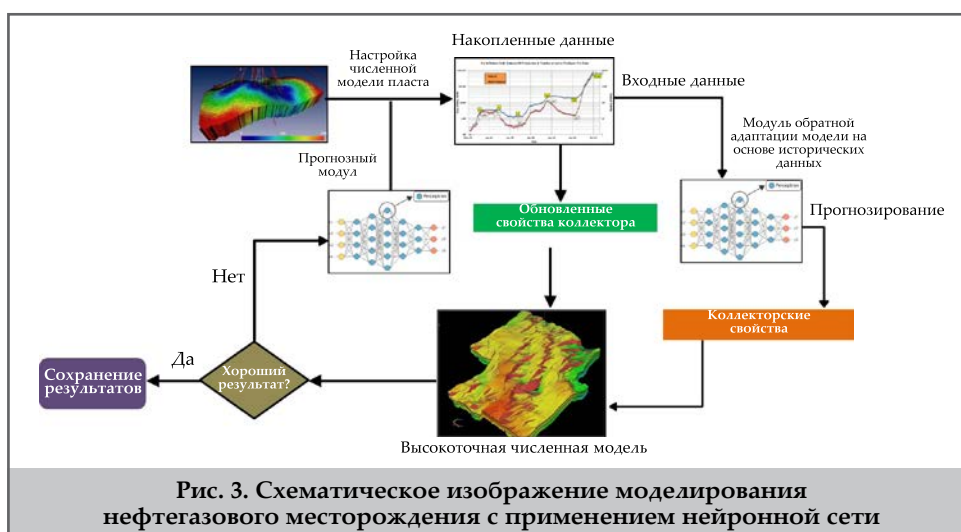 Накопленные данные
Настройка
численной
модели пласта
Входные данные
Модуль обратной
адаптации модели на
основе исторических
данных
Прогнозный
модул
Обновленные
свойства коллектора
Прогнозирование
Нет
Коллекторские
свойства
Да
Хороший
результат?
Сохранение
результатов
Высокоточная численная модель
Рис. 3. Схематическое изображение моделирования
нефтегазового месторождения с применением нейронной сети